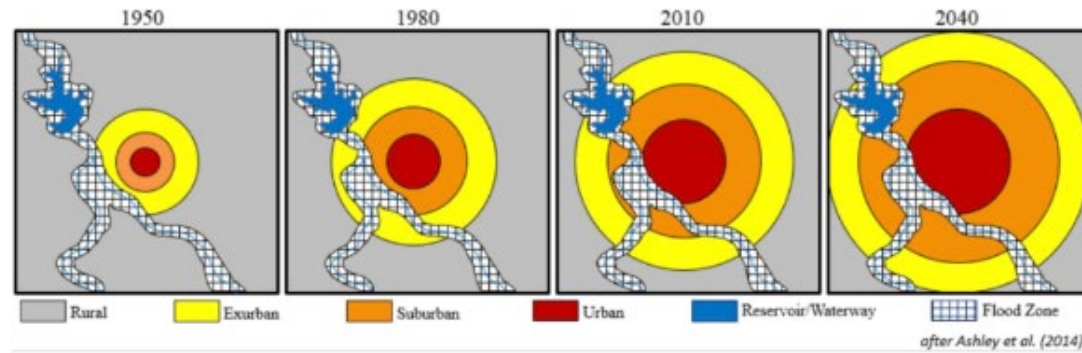 1950 1980 2010 2040
Rural Exurban Suburban Urban Reservoir/Waterway Flood Zone
after Ashley et al. (2014)